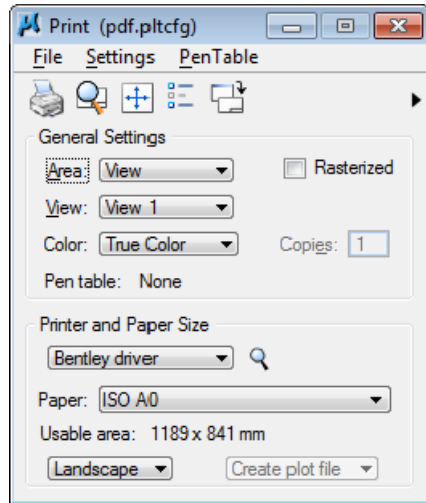 Print (pdf.pltcfg)
File Settings PenTable
General Settings
Area: View Rasterized
View: View 1
Color: True Color Copies: 1
Pen table: None
Printer and Paper Size
Bentley driver
Paper: ISO A0
Usable area: 1189 x 841 mm
Landscape Create plot file